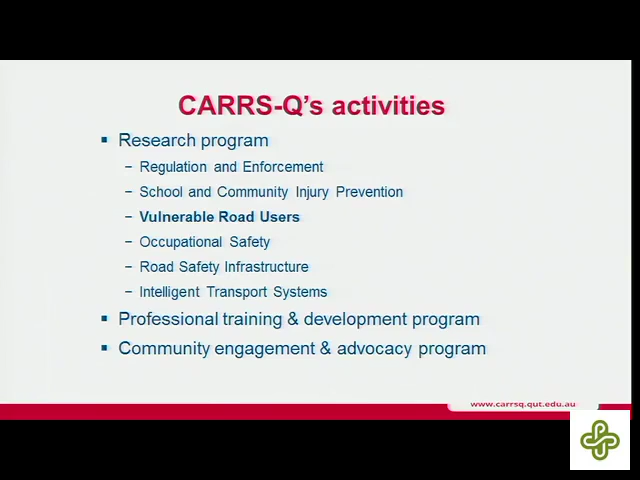 CARRS-Q's activities
▪ Research program
– Regulation and Enforcement
– School and Community Injury Prevention
– Vulnerable Road Users
– Occupational Safety
– Road Safety Infrastructure
– Intelligent Transport Systems
▪ Professional training & development program
▪ Community engagement & advocacy program
www.carrsq.qut.edu.au